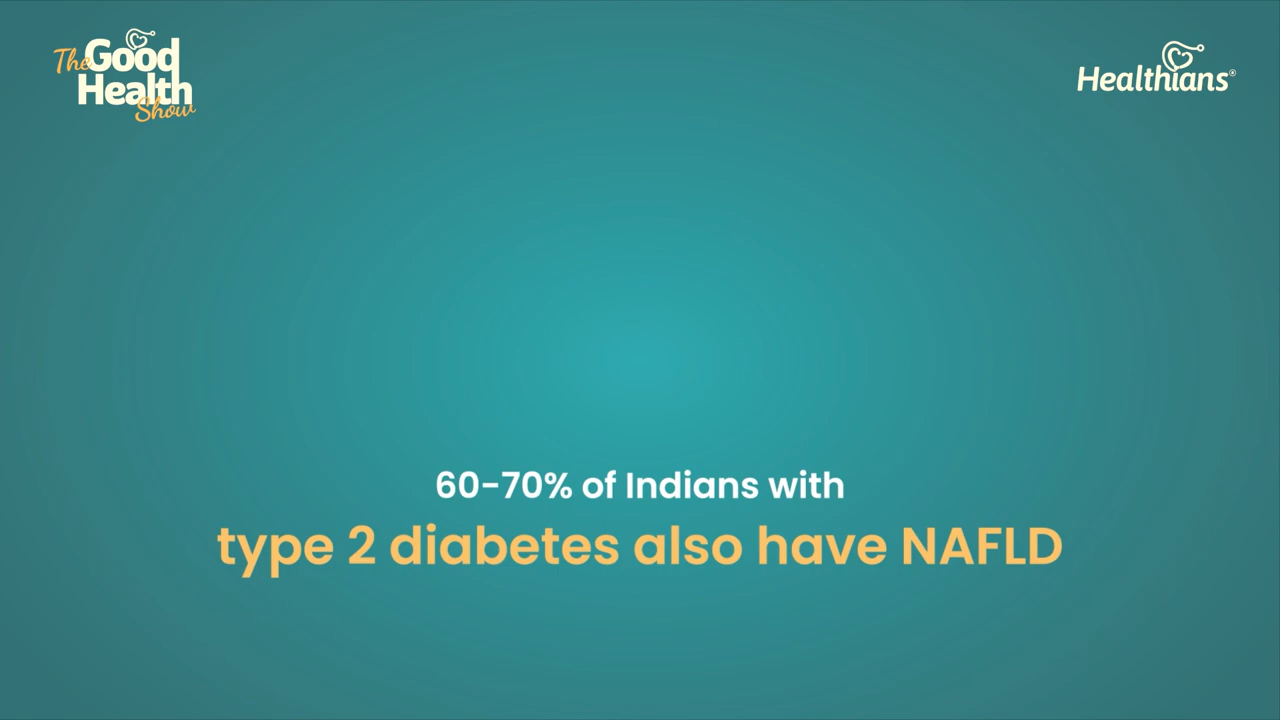 The Good
Health
Show
Healthians®
60-70% of Indians with
type 2 diabetes also have NAFLD